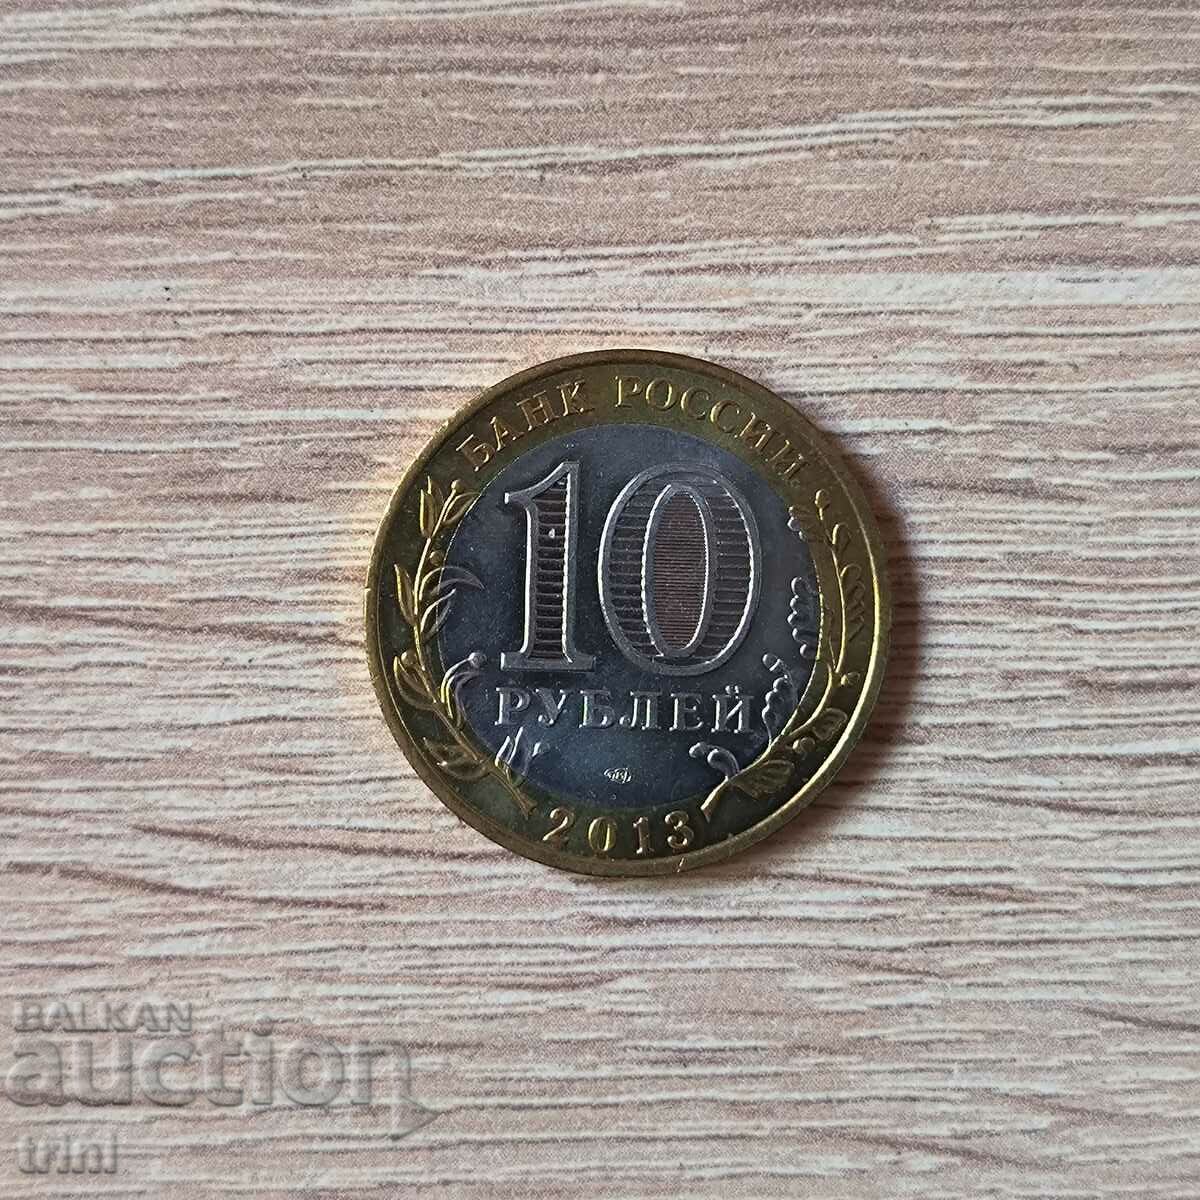 БАНК РОССИИ
10
РУБЛЕЙ
2013
BALKAN
auction
trini